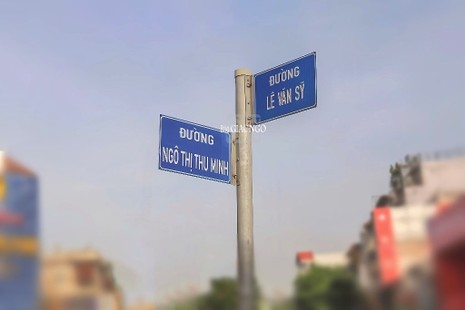 ĐƯỜNG
LÊ VĂN SỸ
ĐƯỜNG
NGÔ THỊ THU MINH